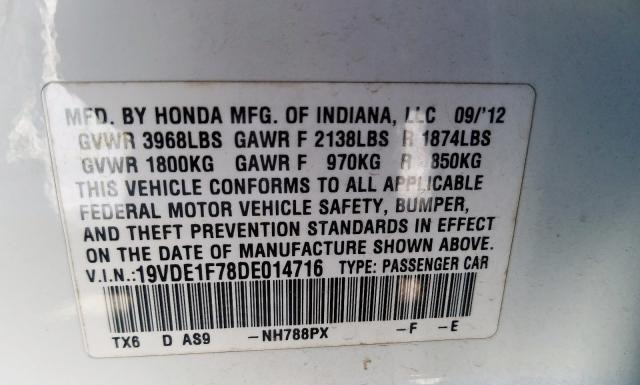 MFD. BY HONDA MFG. OF INDIANA, LLC 09/'12
GVWR 3968LBS GAWR F 2138LBS R 1874LBS
GVWR 1800KG GAWR F 970KG R 850KG
THIS VEHICLE CONFORMS TO ALL APPLICABLE
FEDERAL MOTOR VEHICLE SAFETY, BUMPER,
AND THEFT PREVENTION STANDARDS IN EFFECT
ON THE DATE OF MANUFACTURE SHOWN ABOVE.
V.I.N.:19VDE1F78DE014716 TYPE: PASSENGER CAR
TX6 D AS9 -NH788PX -F -E